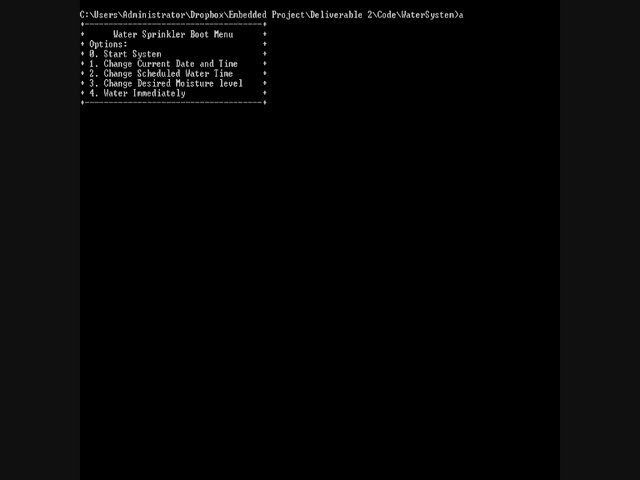 C:\Users\Administrator\Dropbox\Embedded Project\Deliverable 2\Code\WaterSystem>a
+-------------------------------------+
+ Water Sprinkler Boot Menu +
+ Options: +
+ 0. Start System +
+ 1. Change Current Date and Time +
+ 2. Change Scheduled Water Time +
+ 3. Change Desired Moisture level +
+ 4. Water Immediately +
+-------------------------------------+